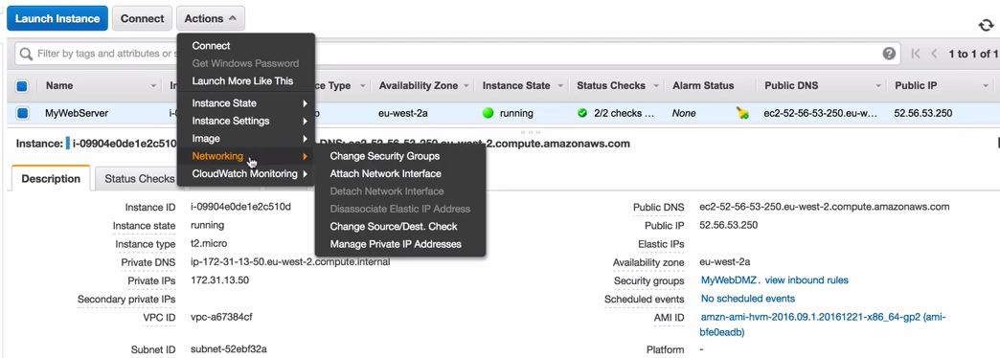 Launch Instance Connect Actions
Filter by tags and attributes or s 1 to 1 of 1
Name In ce Type Availability Zone Instance State Status Checks Alarm Status Public DNS Public IP
MyWebServer i-0 ro eu-west-2a running 2/2 checks ... None ec2-52-56-53-250.eu-w... 52.56.53.250
Connect
Get Windows Password
Launch More Like This
Instance State
Instance Settings
Image
Networking
CloudWatch Monitoring
Change Security Groups
Attach Network Interface
Detach Network Interface
Disassociate Elastic IP Address
Change Source/Dest. Check
Manage Private IP Addresses
Instance: i-09904e0de1e2c510 DNS: ec2-52-56-53-250.eu-west-2.compute.amazonaws.com
Description Status Checks
Instance ID i-09904e0de1e2c510d
Instance state running
Instance type t2.micro
Private DNS ip-172-31-13-50.eu-west-2.compute.internal
Private IPs 172.31.13.50
Secondary private IPs
VPC ID vpc-a67384cf
Subnet ID subnet-52ebf32a
Public DNS ec2-52-56-53-250.eu-west-2.compute.amazonaws.com
Public IP 52.56.53.250
Elastic IPs
Availability zone eu-west-2a
Security groups MyWebDMZ . view inbound rules
Scheduled events No scheduled events
AMI ID amzn-ami-hvm-2016.09.1.20161221-x86_64-gp2 (ami-
bfe0eadb)
Platform -